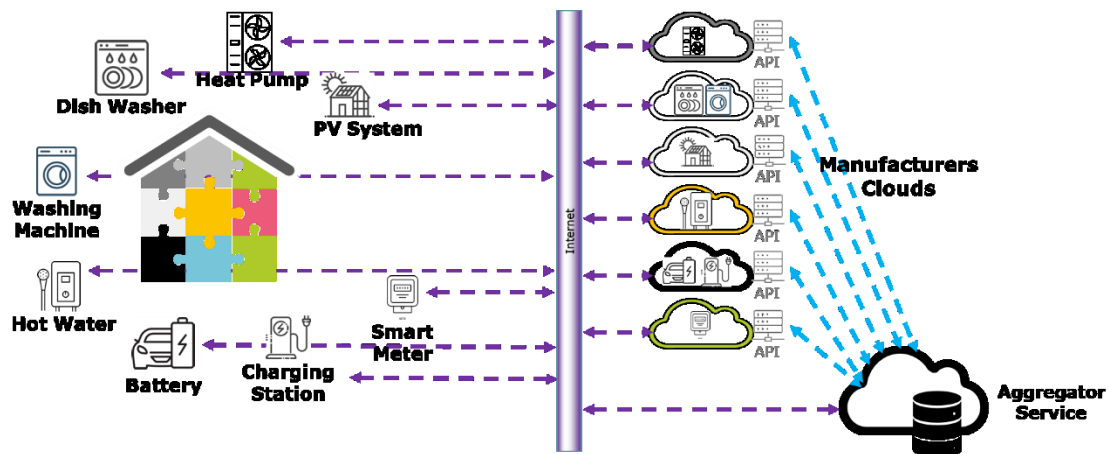 Heat Pump
Dish Washer
PV System
Washing
Machine
Hot Water
Smart
Meter
Battery
Charging
Station
Internet
API
API
API
API
API
API
Manufacturers
Clouds
Aggregator
Service